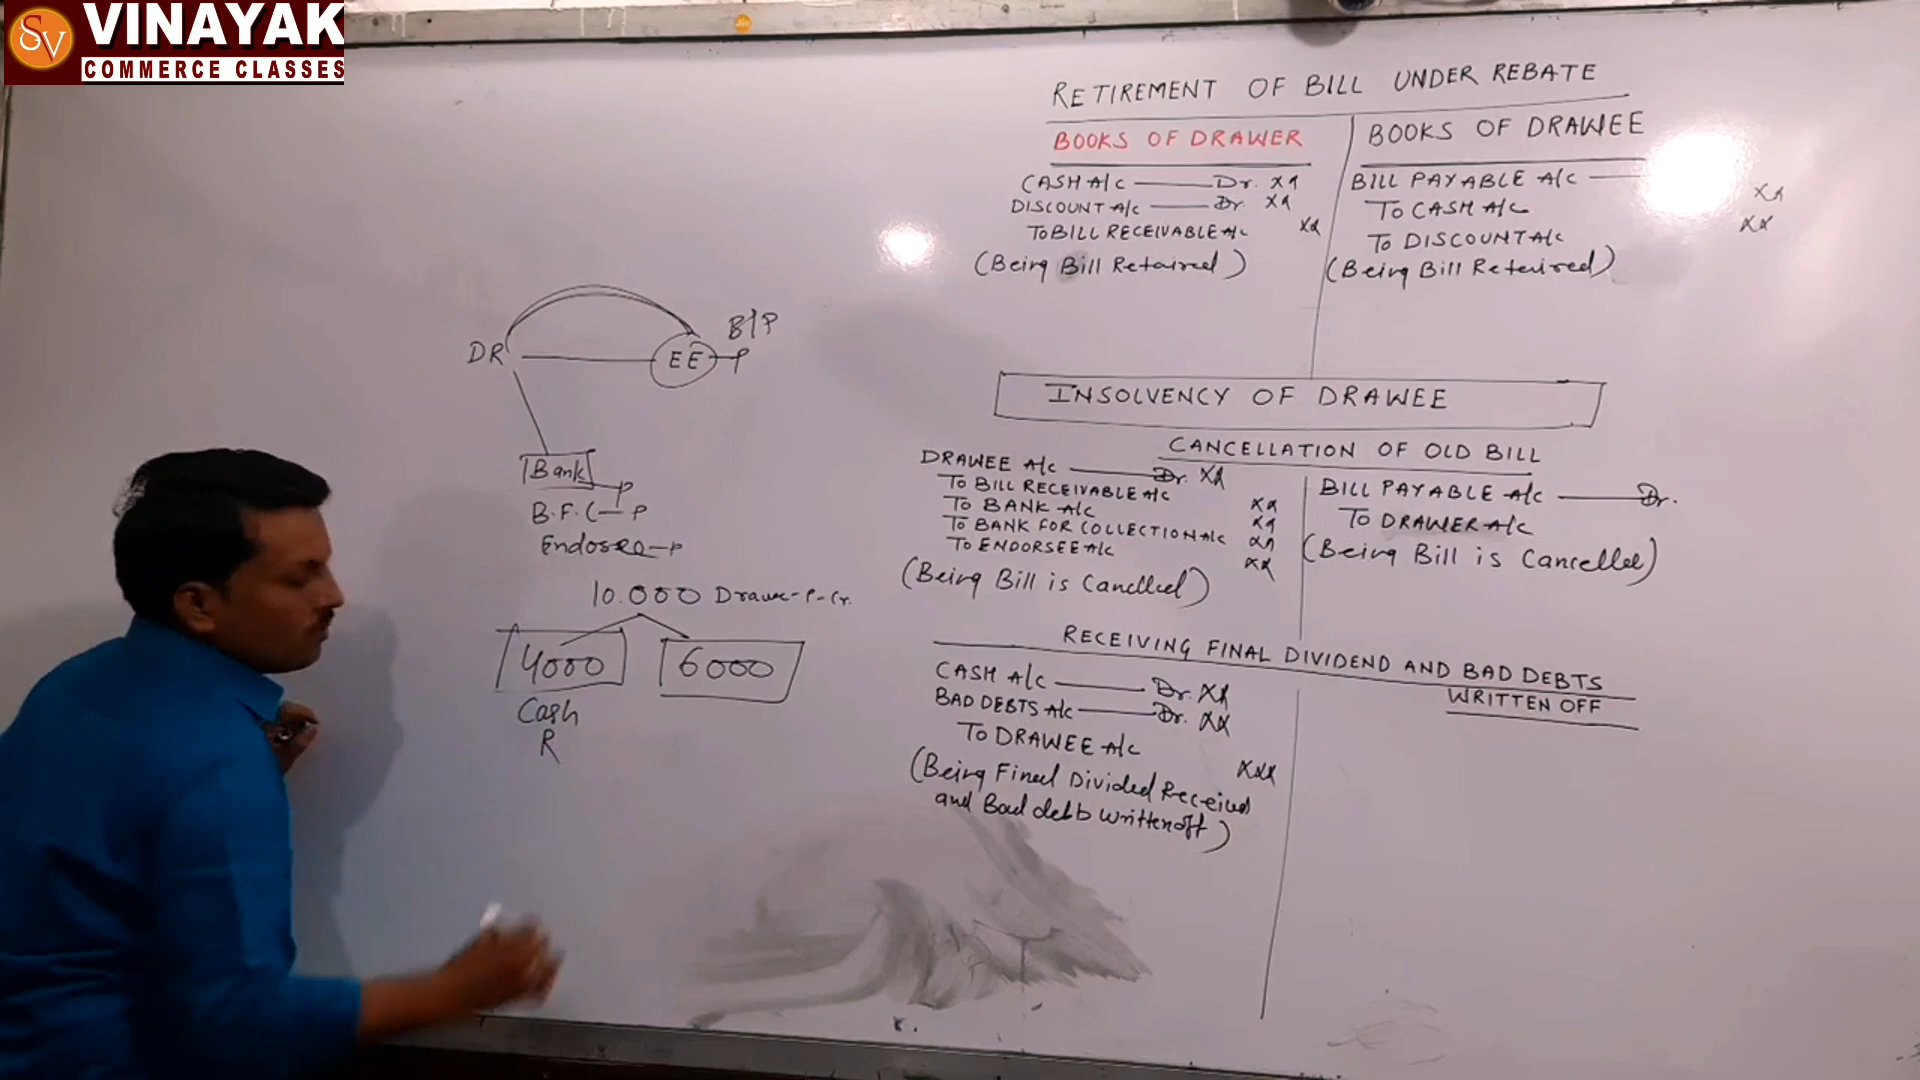 SV VINAYAK
COMMERCE CLASSES
Jio
RETIREMENT OF BILL UNDER REBATE
BOOKS OF DRAWER
CASH A/c Dr. xx
DISCOUNT A/c Dr xx
TO BILL RECEIVABLE A/c xx
(Being Bill Retaired)
BOOKS OF DRAWEE
BILL PAYABLE A/c
TO CASH A/c xx
TO DISCOUNT A/c xx
(Being Bill Reteired)
DR EE P
B/P
Bank P
B.F.C P
Endosee P
10.000
4000 6000
Cash
R
INSOLVENCY OF DRAWEE
CANCELLATION OF OLD BILL
DRAWEE A/c Dr. xx
TO BILL RECEIVABLE A/c xx
TO BANK A/c xx
TO BANK FOR COLLECTION A/c xx
TO ENDORSEE A/c xx
(Being Bill is Cancelled)
BILL PAYABLE A/c Dr.
TO DRAWER A/c
(Being Bill is Cancelled)
RECEIVING FINAL DIVIDEND AND BAD DEBTS
WRITTEN OFF
CASH A/c Dr. xx
BAD DEBTS A/c Dr. xx
TO DRAWEE A/c xxx
(Being Final Divided Received
and Bad debts written off)